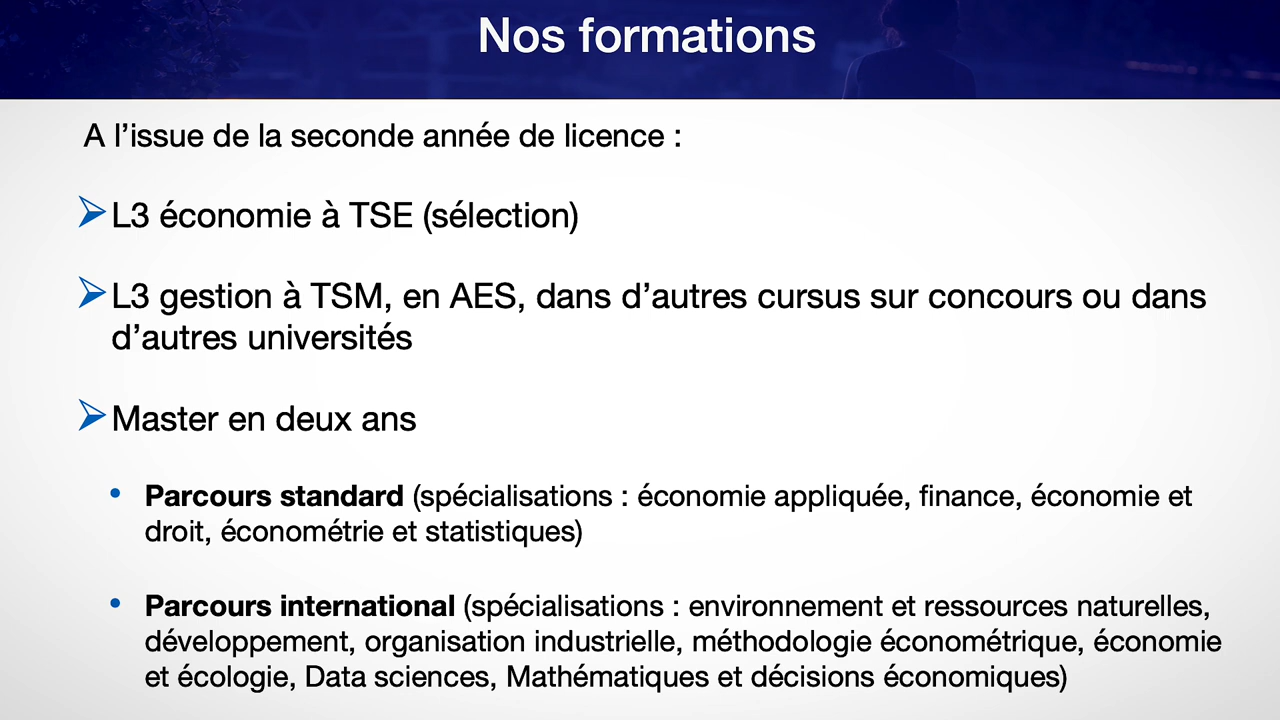 Nos formations
A l’issue de la seconde année de licence :
L3 économie à TSE (sélection)
L3 gestion à TSM, en AES, dans d’autres cursus sur concours ou dans
d’autres universités
Master en deux ans
• Parcours standard (spécialisations : économie appliquée, finance, économie et
droit, économétrie et statistiques)
• Parcours international (spécialisations : environnement et ressources naturelles,
développement, organisation industrielle, méthodologie économétrique, économie
et écologie, Data sciences, Mathématiques et décisions économiques)